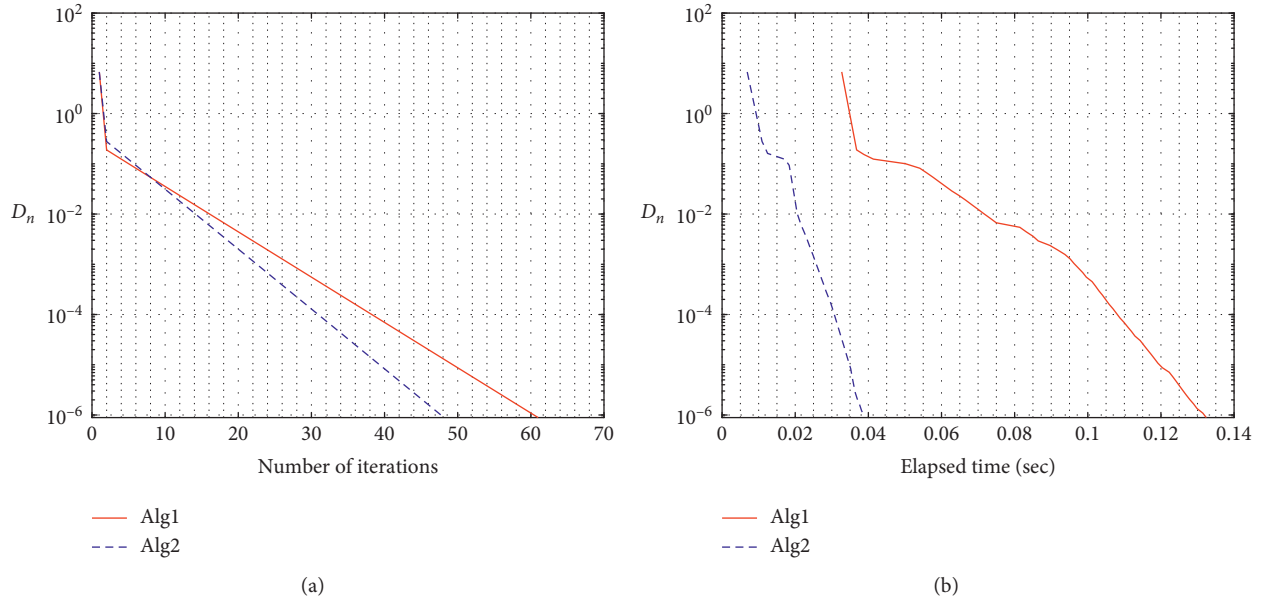 10^2
10^0
D_n
10^-2
10^-4
10^-6
0
10
20
30
40
50
60
70
Number of iterations
Alg1
Alg2
(a)
10^2
10^0
D_n
10^-2
10^-4
10^-6
0
0.02
0.04
0.06
0.08
0.1
0.12
0.14
Elapsed time (sec)
Alg1
Alg2
(b)